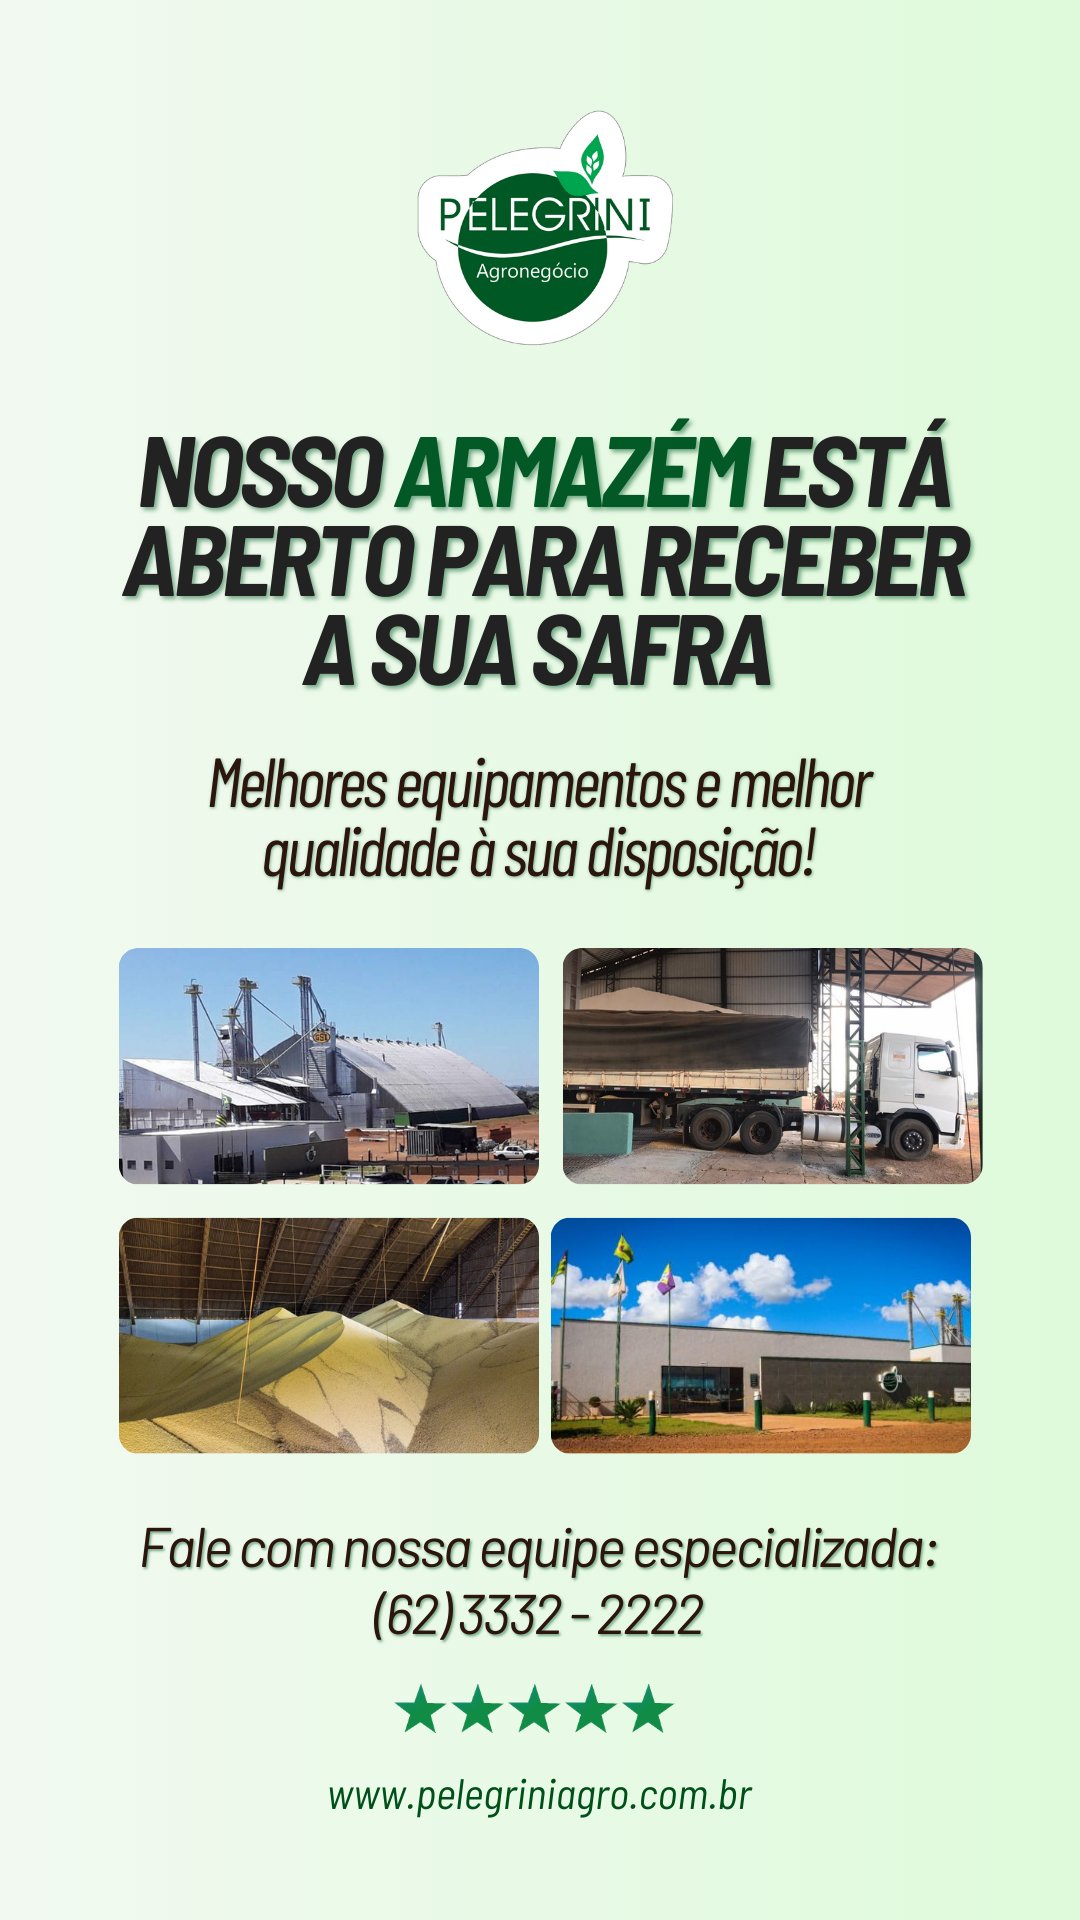 PELEGRINI
Agronegócio
NOSSO ARMAZÉM ESTÁ
ABERTO PARA RECEBER
A SUA SAFRA
Melhores equipamentos e melhor
qualidade à sua disposição!
GSI
Fale com nossa equipe especializada:
(62) 3332 - 2222
www.pelegriniagro.com.br